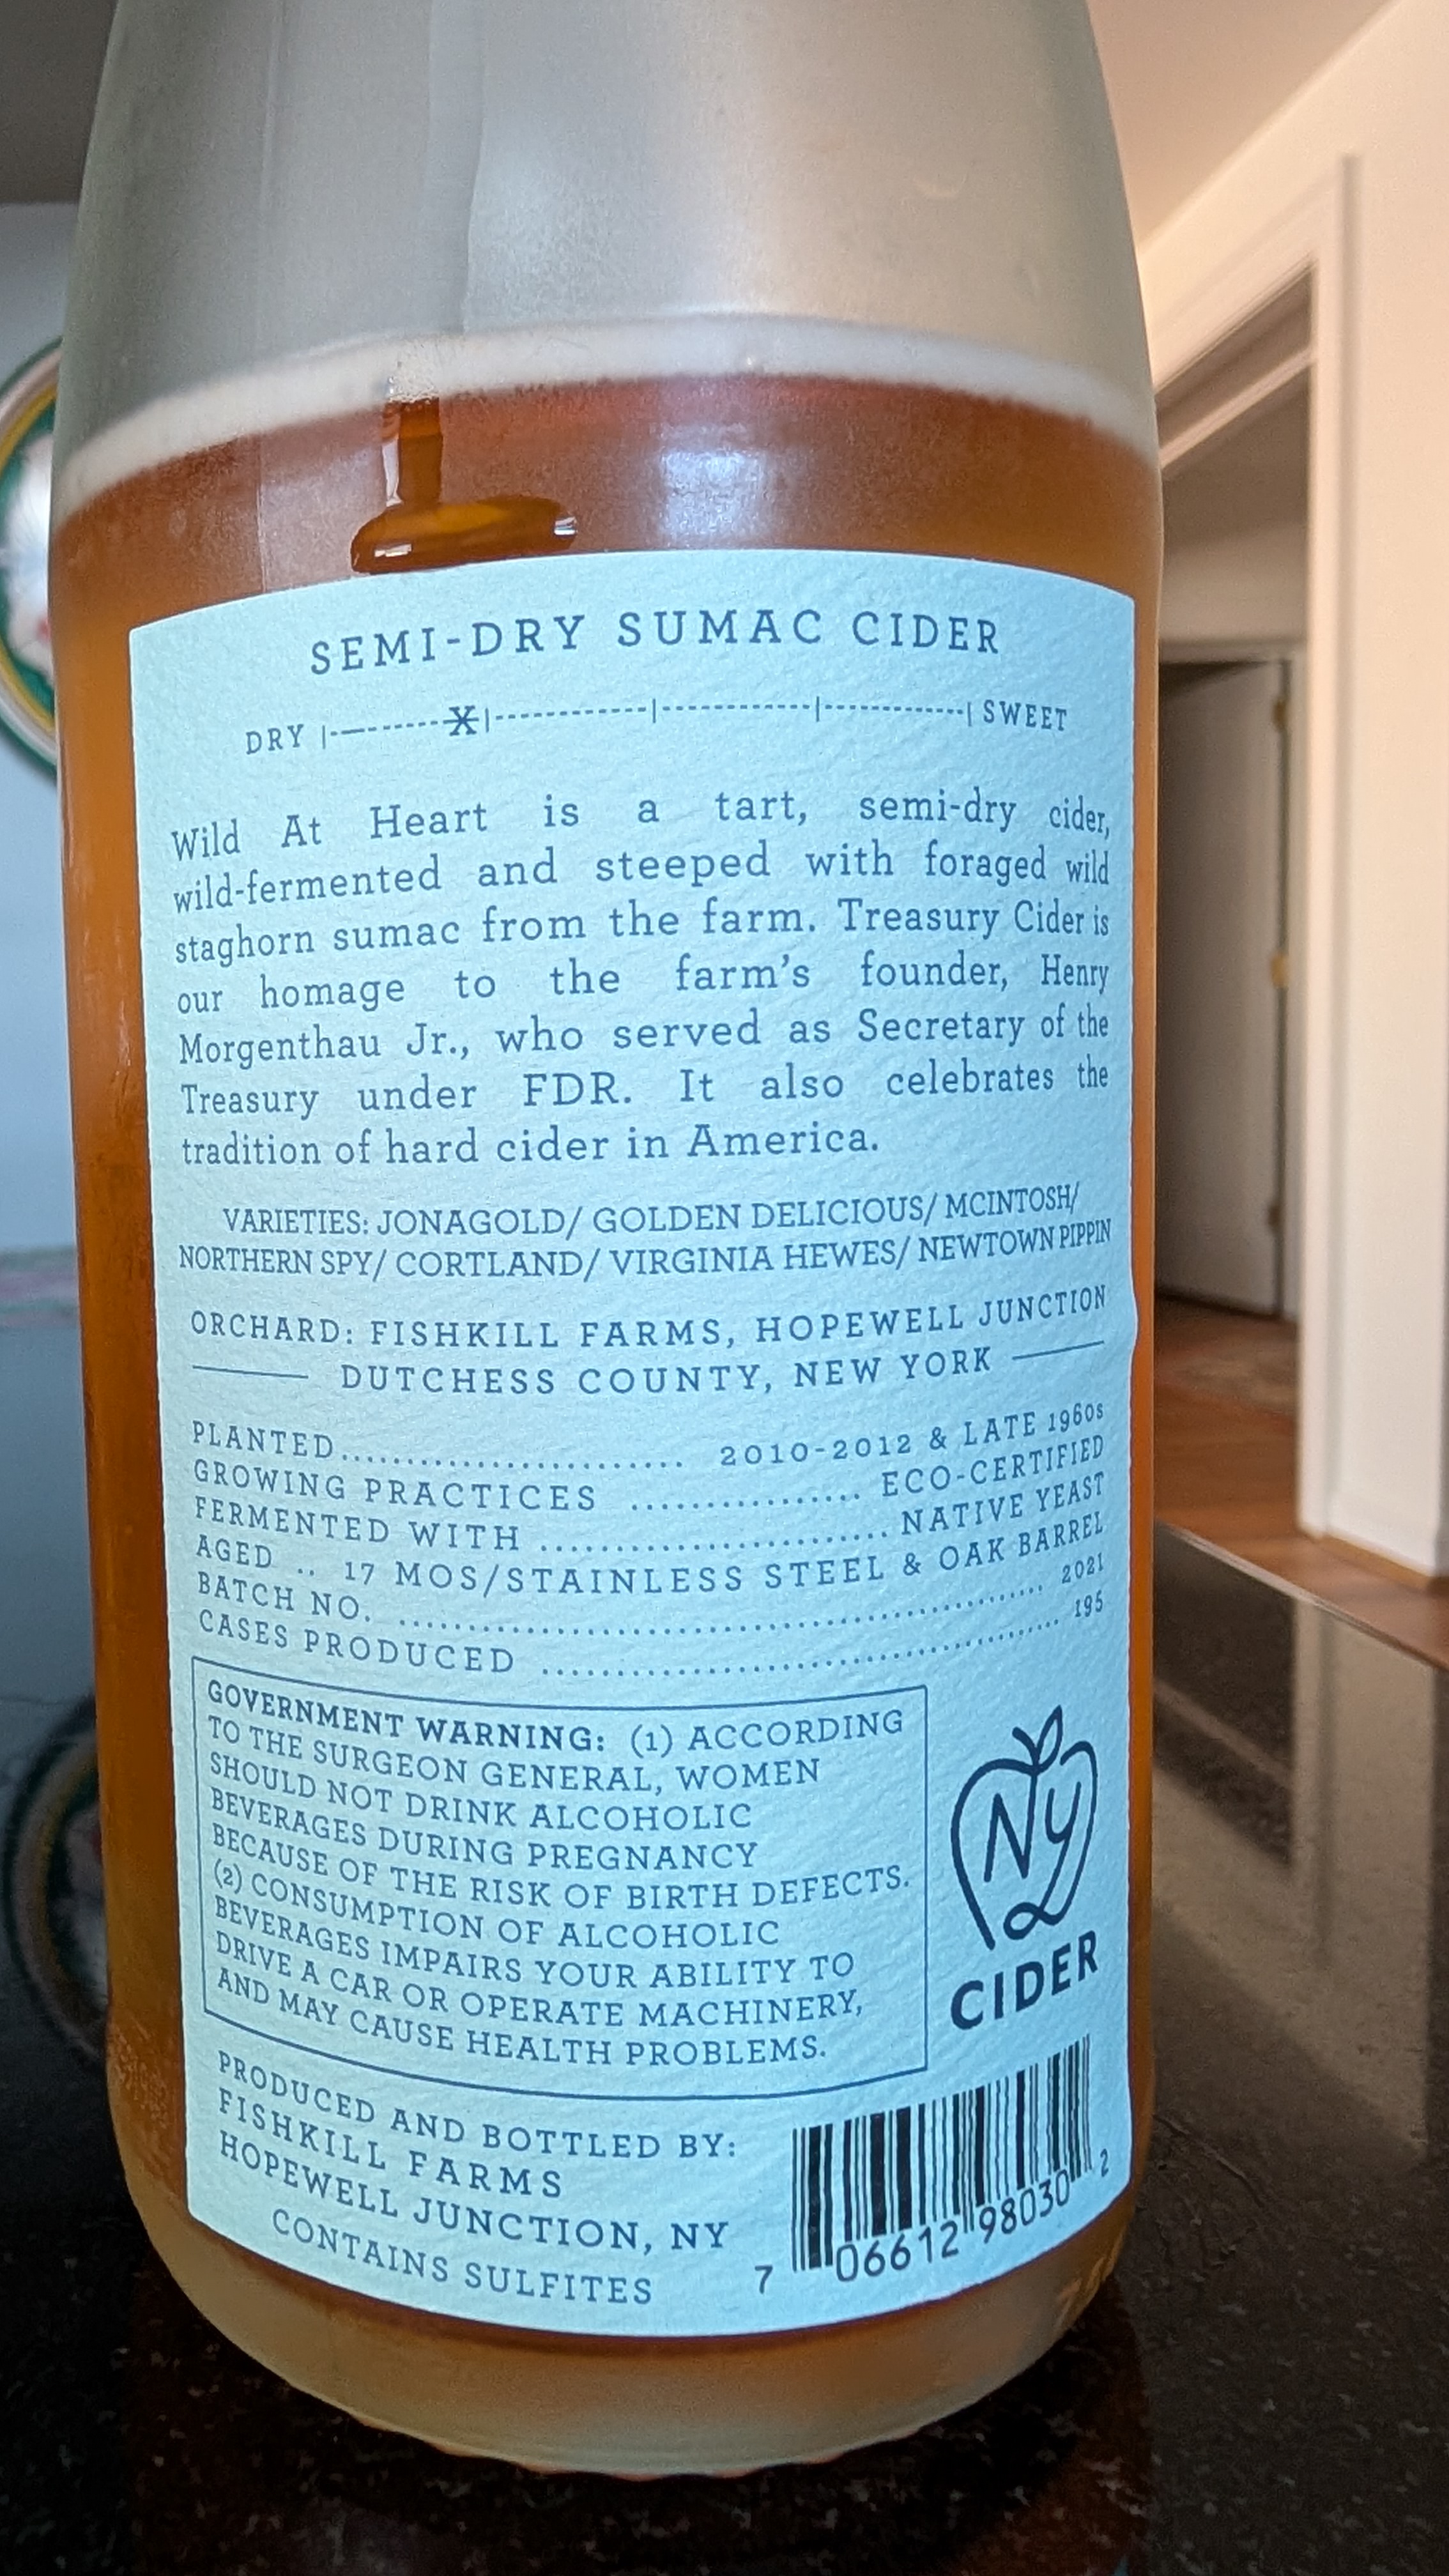 SEMI-DRY SUMAC CIDER
DRY |----------X|------------|------------|------------| SWEET
Wild At Heart is a tart, semi-dry cider,
wild-fermented and steeped with foraged wild
staghorn sumac from the farm. Treasury Cider is
our homage to the farm's founder, Henry
Morgenthau Jr., who served as Secretary of the
Treasury under FDR. It also celebrates the
tradition of hard cider in America.
VARIETIES: JONAGOLD/ GOLDEN DELICIOUS/ MCINTOSH/
NORTHERN SPY/ CORTLAND/ VIRGINIA HEWES/ NEWTOWN PIPPIN
ORCHARD: FISHKILL FARMS, HOPEWELL JUNCTION
DUTCHESS COUNTY, NEW YORK
PLANTED........................ 2010-2012 & LATE 1960s
GROWING PRACTICES ................ ECO-CERTIFIED
FERMENTED WITH ........................ NATIVE YEAST
AGED .. 17 MOS/STAINLESS STEEL & OAK BARREL
BATCH NO. ................................................ 2021
CASES PRODUCED ...................................... 195
GOVERNMENT WARNING: (1) ACCORDING
TO THE SURGEON GENERAL, WOMEN
SHOULD NOT DRINK ALCOHOLIC
BEVERAGES DURING PREGNANCY
BECAUSE OF THE RISK OF BIRTH DEFECTS.
(2) CONSUMPTION OF ALCOHOLIC
BEVERAGES IMPAIRS YOUR ABILITY TO
DRIVE A CAR OR OPERATE MACHINERY,
AND MAY CAUSE HEALTH PROBLEMS.
NY
CIDER
PRODUCED AND BOTTLED BY:
FISHKILL FARMS
HOPEWELL JUNCTION, NY
CONTAINS SULFITES
7 06612 98030 2